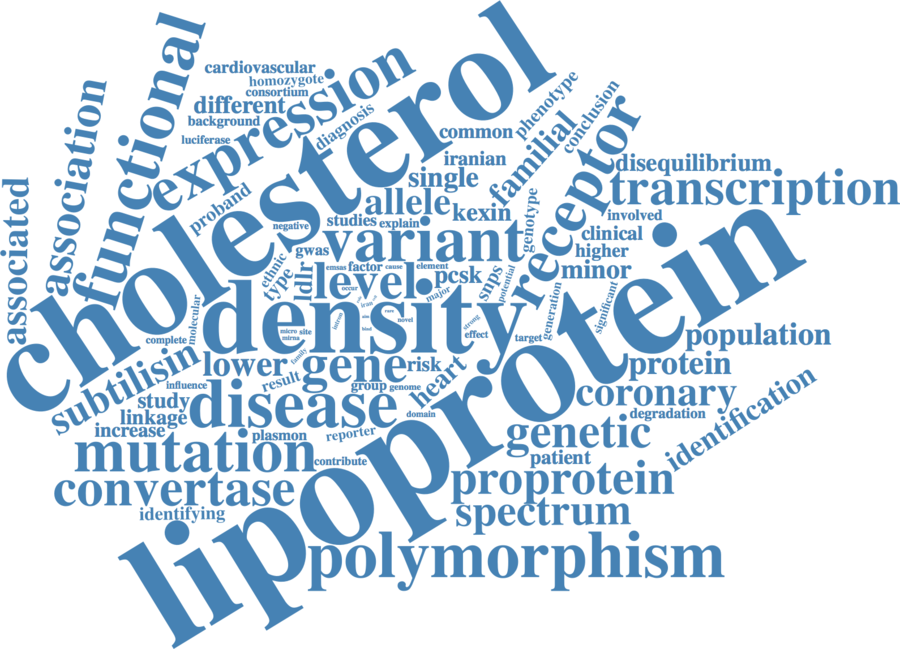 cholesterol
lipoprotein
density
functional
expression
association
associated
cardiovascular
homozygote
consortium
different
background
luciferase
diagnosis
proband
common
phenotype
conclusion
familial
receptor
iranian
single
allele
kexin
genotype
disequilibrium
transcription
involved
clinical
higher
minor
negative
studies
explain
variant
gwas
ethnic
type
ldlr
emsas
factor
cause
element
level
pcsk
snps
potential
occur
major
iran
rare
novel
bind
intron
strong
effect
target
generation
significant
molecular
complete
micro
site
mirna
family
subtilisin
lower
gene
risk
heart
population
protein
influence
result
group
genome
coronary
study
linkage
increase
disease
domain
degradation
identification
plasmon
reporter
genetic
mutation
contribute
patient
convertase
proprotein
identifying
spectrum
polymorphism